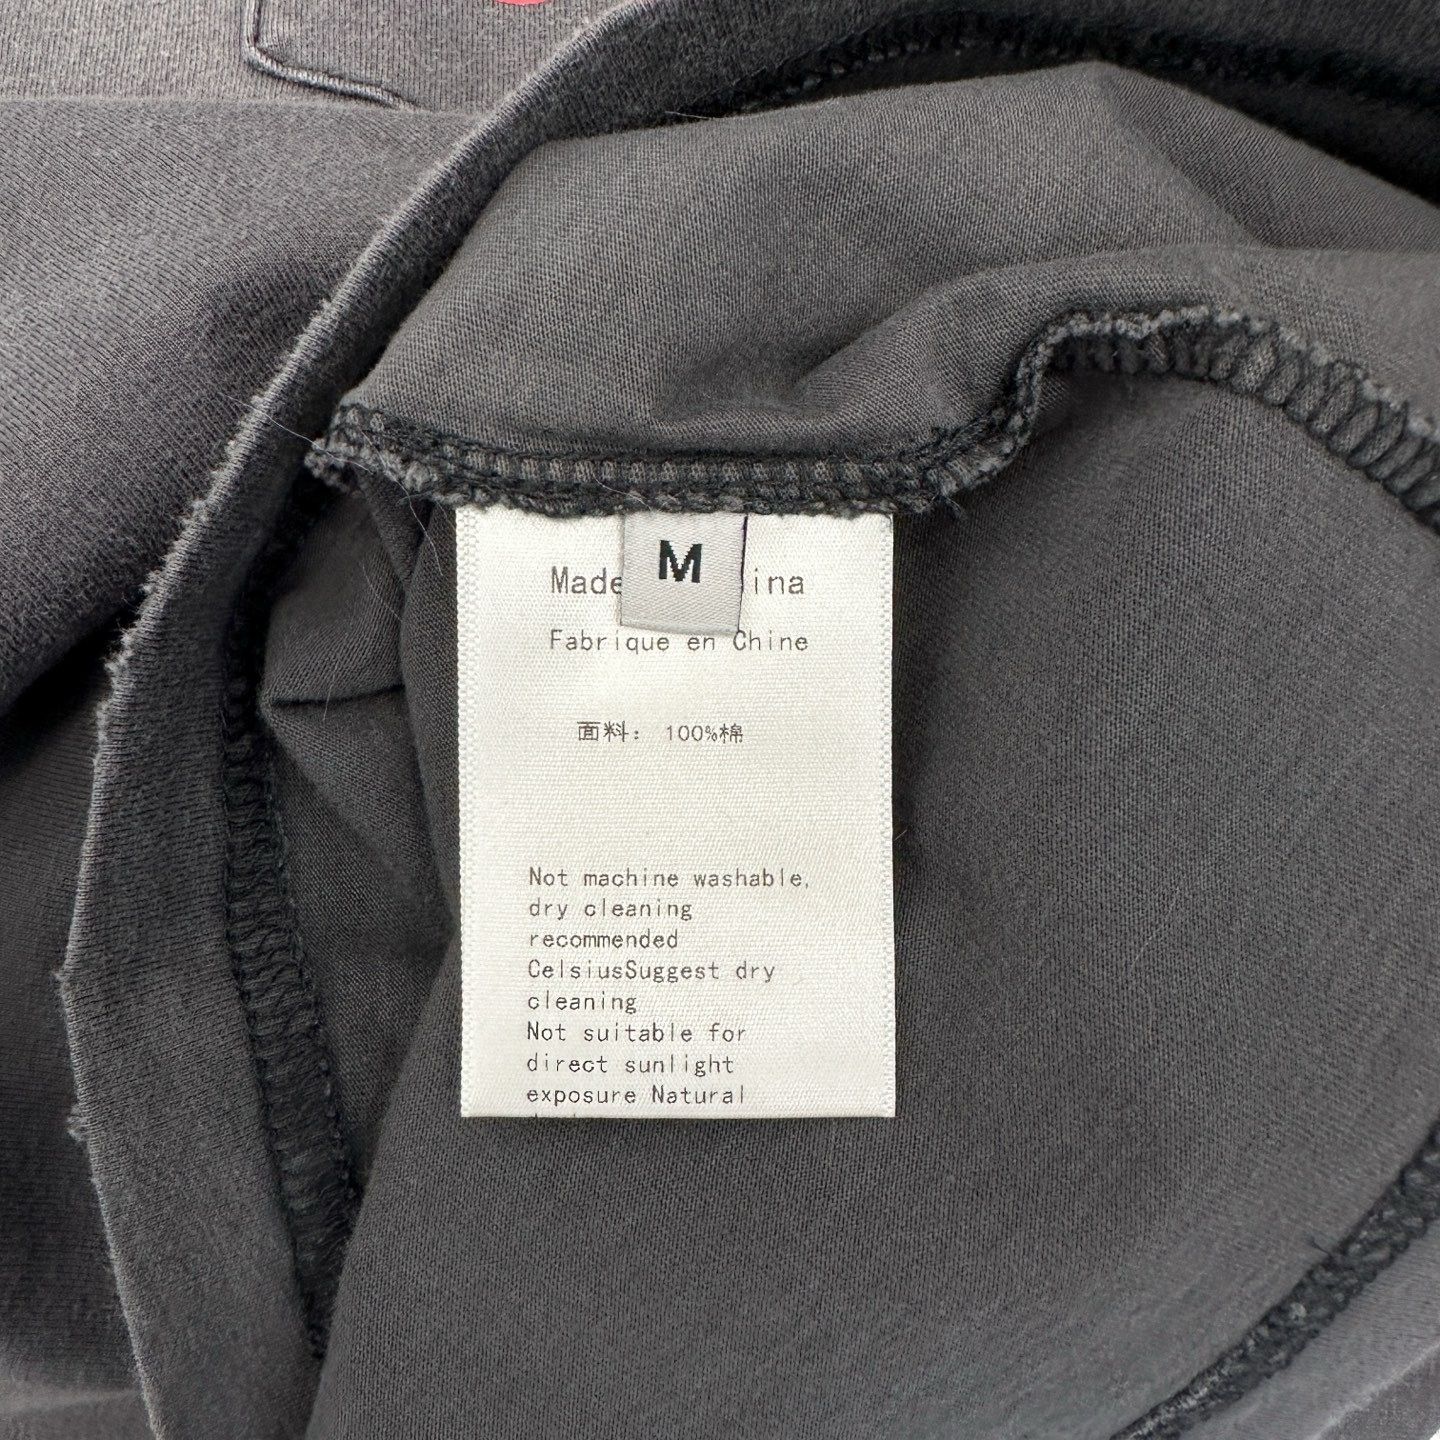 M
Made ina
Fabrique en Chine
面料： 100%棉
Not machine washable,
dry cleaning
recommended
CelsiusSuggest dry
cleaning
Not suitable for
direct sunlight
exposure Natural